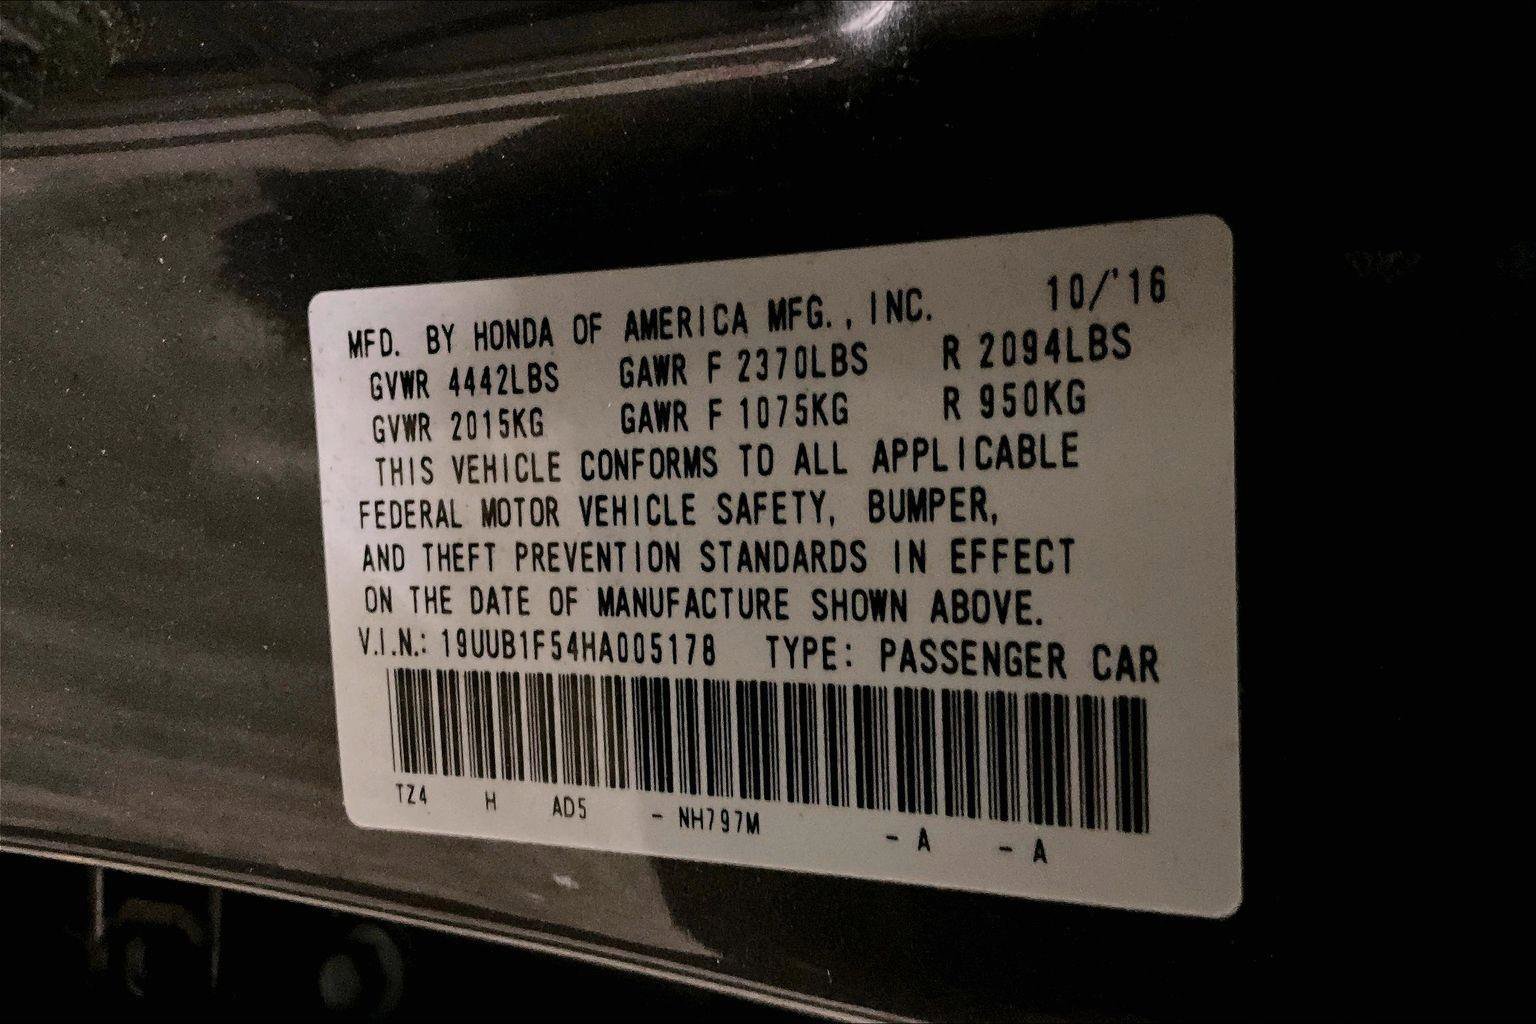 MFD. BY HONDA OF AMERICA MFG., INC. 10/'16
GVWR 4442LBS GAWR F 2370LBS R 2094LBS
GVWR 2015KG GAWR F 1075KG R 950KG
THIS VEHICLE CONFORMS TO ALL APPLICABLE
FEDERAL MOTOR VEHICLE SAFETY, BUMPER,
AND THEFT PREVENTION STANDARDS IN EFFECT
ON THE DATE OF MANUFACTURE SHOWN ABOVE.
V.I.N.: 19UUB1F54HA005178 TYPE: PASSENGER CAR
TZ4 H AD5 - NH797M - A - A